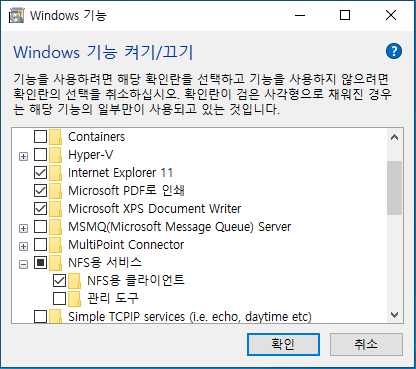 Windows 기능
Windows 기능 켜기/끄기
기능을 사용하려면 해당 확인란을 선택하고 기능을 사용하지 않으려면
확인란의 선택을 취소하십시오. 확인란이 검은 사각형으로 채워진 경우
는 해당 기능의 일부만이 사용되고 있는 것입니다.
Containers
Hyper-V
Internet Explorer 11
Microsoft PDF로 인쇄
Microsoft XPS Document Writer
MSMQ(Microsoft Message Queue) Server
MultiPoint Connector
NFS용 서비스
NFS용 클라이언트
관리 도구
Simple TCPIP services (i.e. echo, daytime etc)
확인
취소